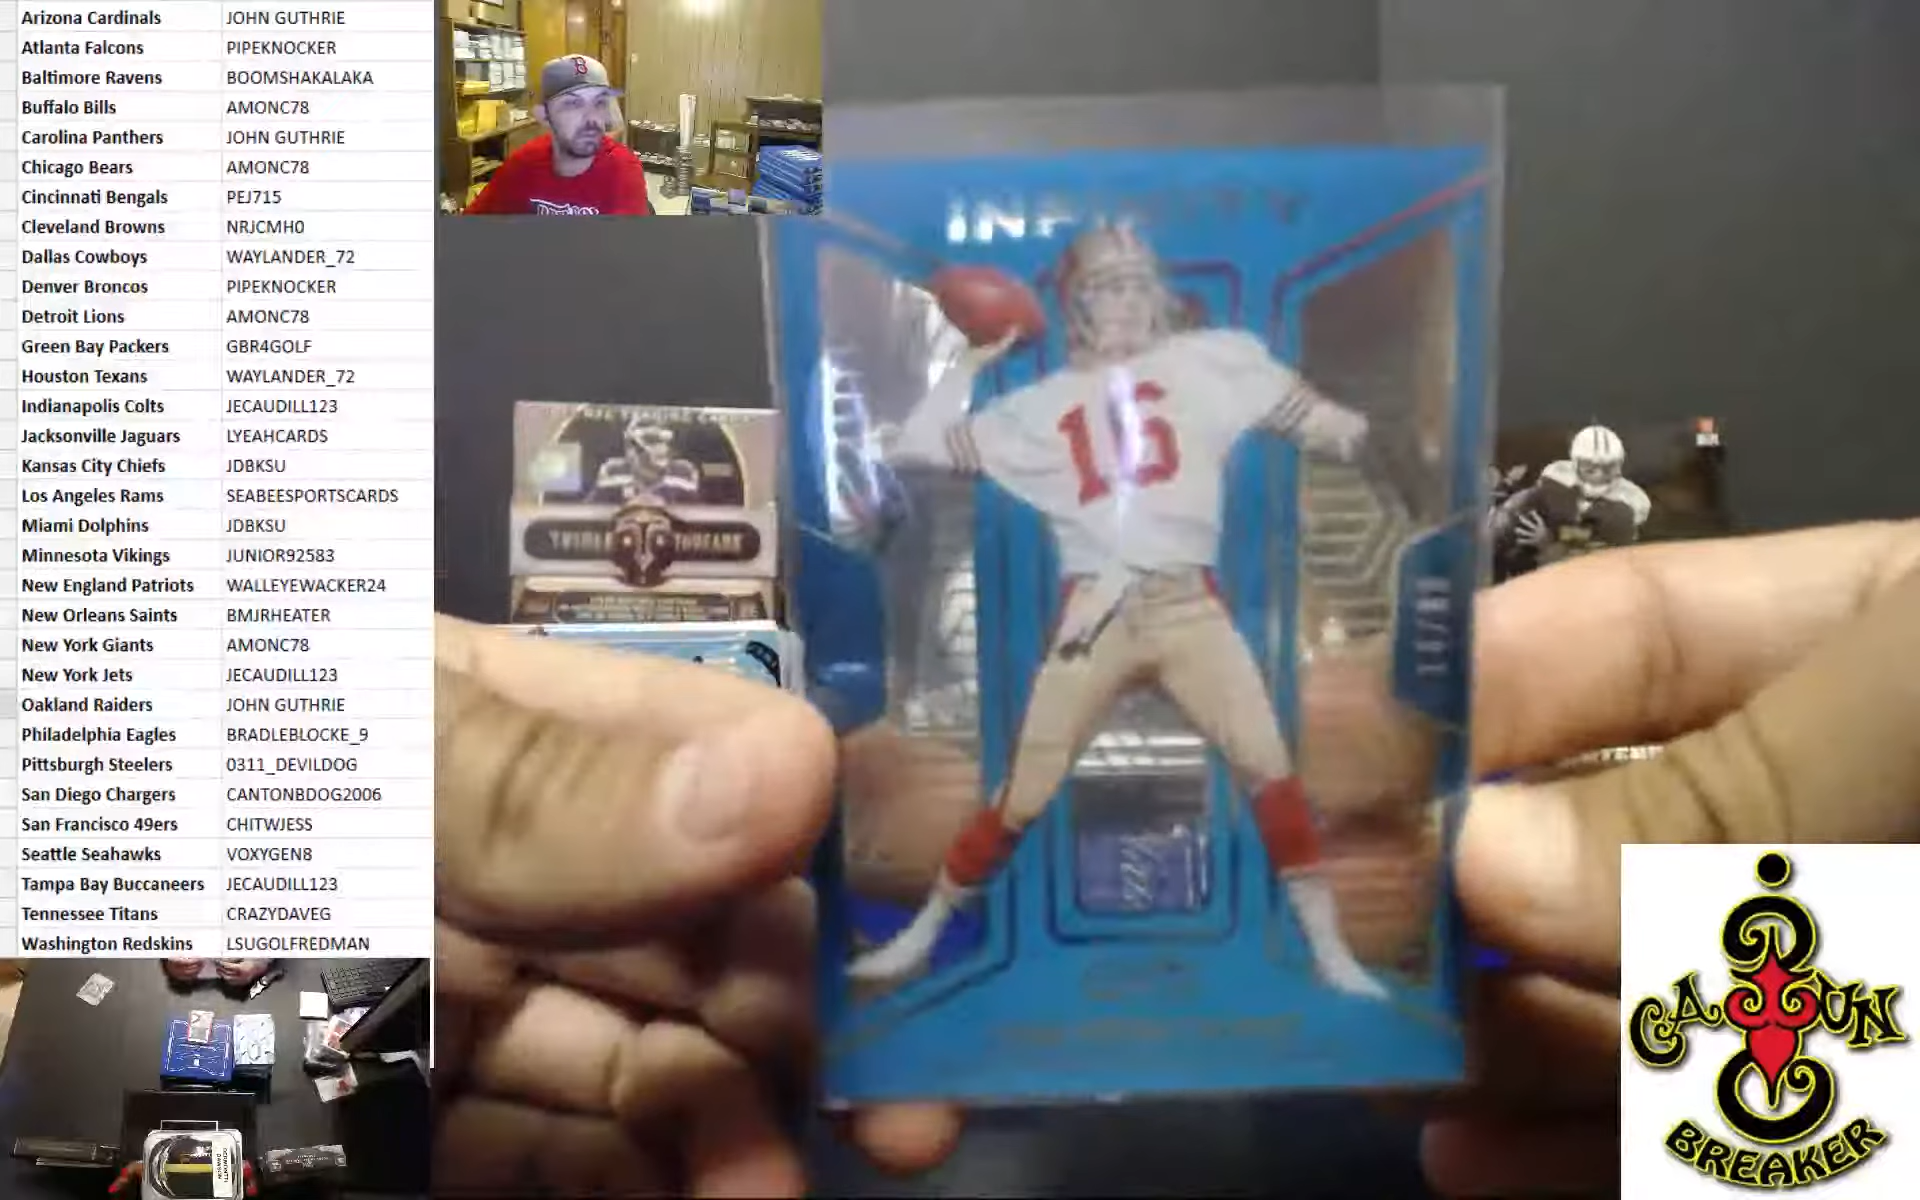 Arizona Cardinals JOHN GUTHRIE
Atlanta Falcons PIPEKNOCKER
Baltimore Ravens BOOMSHAKALAKA
Buffalo Bills AMONC78
Carolina Panthers JOHN GUTHRIE
Chicago Bears AMONC78
Cincinnati Bengals PEJ715
Cleveland Browns NRJCMH0
Dallas Cowboys WAYLANDER_72
Denver Broncos PIPEKNOCKER
Detroit Lions AMONC78
Green Bay Packers GBR4GOLF
Houston Texans WAYLANDER_72
Indianapolis Colts JECAUDILL123
Jacksonville Jaguars LYEAHCARDS
Kansas City Chiefs JDBKSU
Los Angeles Rams SEABEESPORTSCARDS
Miami Dolphins JDBKSU
Minnesota Vikings JUNIOR92583
New England Patriots WALLEYEWACKER24
New Orleans Saints BMJRHEATER
New York Giants AMONC78
New York Jets JECAUDILL123
Oakland Raiders JOHN GUTHRIE
Philadelphia Eagles BRADLEBLOCKE_9
Pittsburgh Steelers 0311_DEVILDOG
San Diego Chargers CANTONBDOG2006
San Francisco 49ers CHITWJESS
Seattle Seahawks VOXYGEN8
Tampa Bay Buccaneers JECAUDILL123
Tennessee Titans CRAZYDAVEG
Washington Redskins LSUGOLFREDMAN
B
INFINITY
16
CAJUN
BREAKER